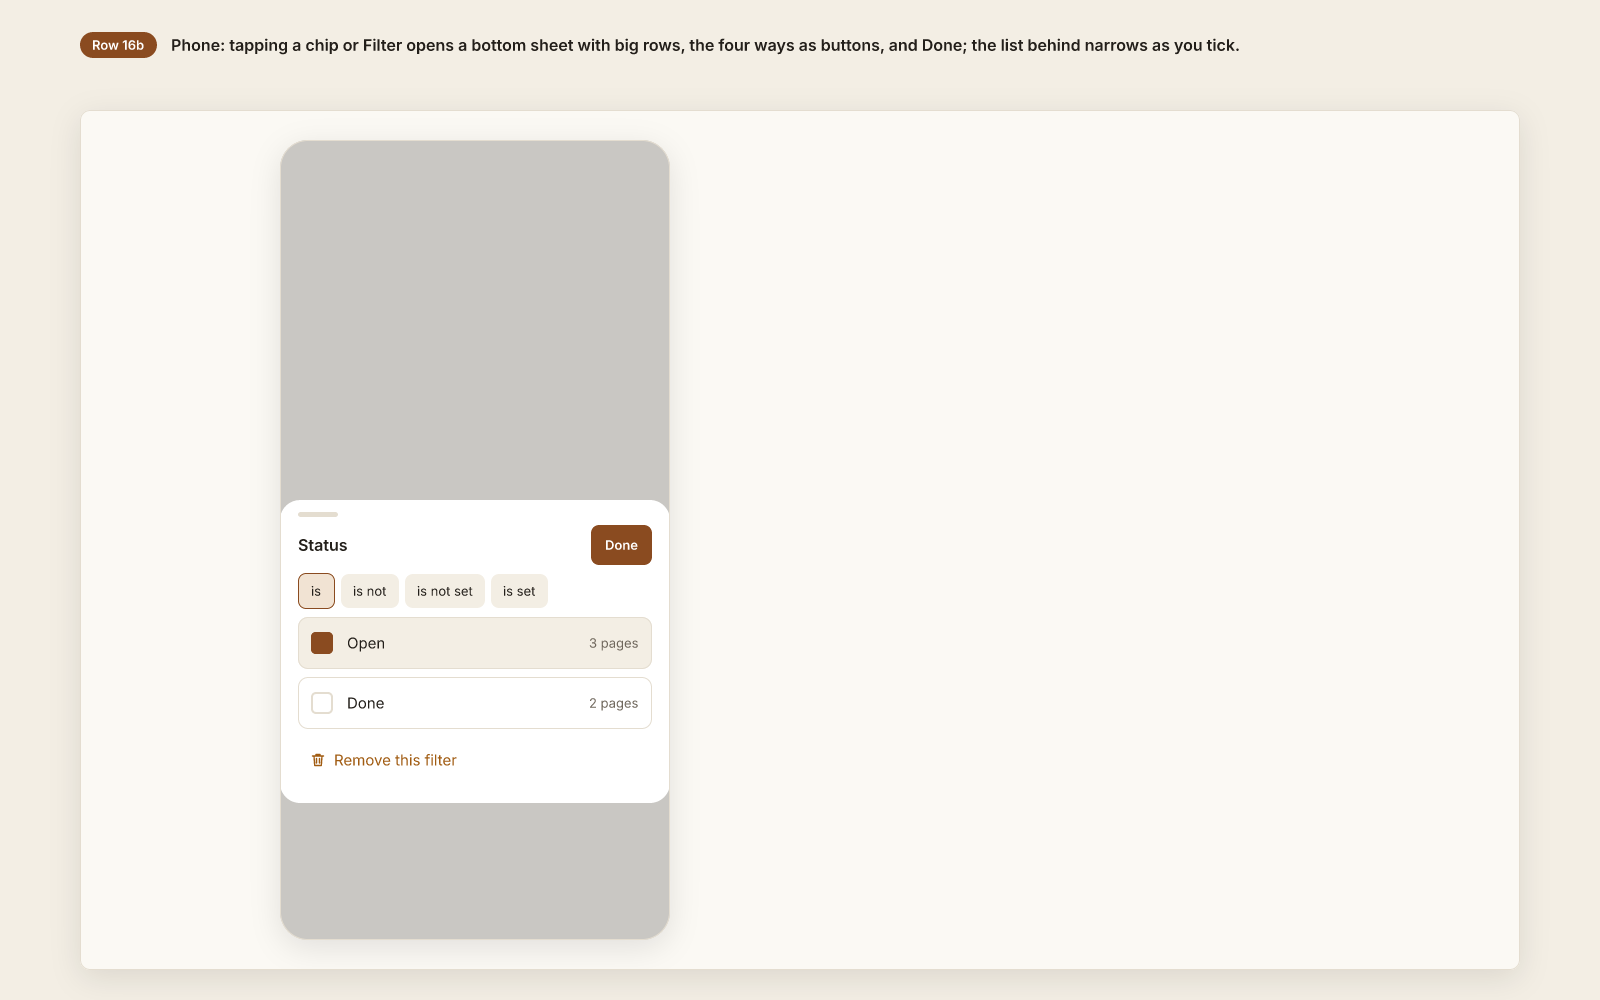 Row 16b
Phone: tapping a chip or Filter opens a bottom sheet with big rows, the four ways as buttons, and Done; the list behind narrows as you tick.
Status
Done
is
is not
is not set
is set
Open
3 pages
Done
2 pages
Remove this filter